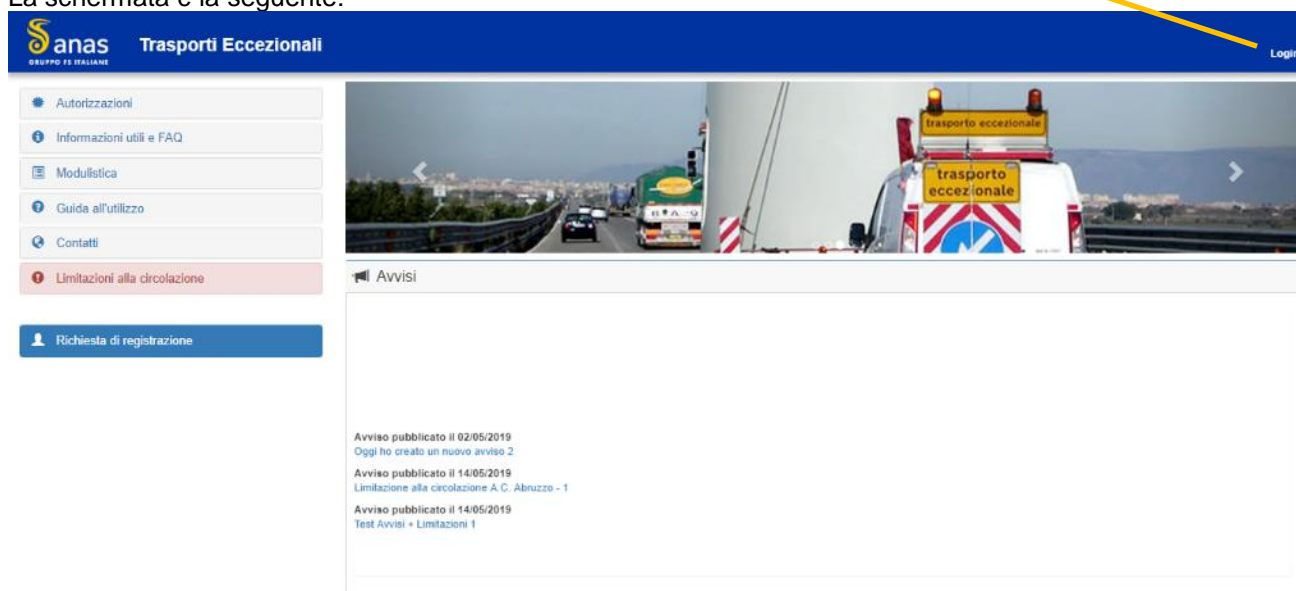 La schermata è la seguente:
anas
GRUPPO FS ITALIANE
Trasporti Eccezionali
Login
Autorizzazioni
Informazioni utili e FAQ
Modulistica
Guida all'utilizzo
Contatti
Limitazioni alla circolazione
Richiesta di registrazione
trasporto eccezionale
trasporto
eccezionale
Avvisi
Avviso pubblicato il 02/05/2019
Oggi ho creato un nuovo avviso 2
Avviso pubblicato il 14/05/2019
Limitazione alla circolazione A.C. Abruzzo - 1
Avviso pubblicato il 14/05/2019
Test Avvisi + Limitazioni 1